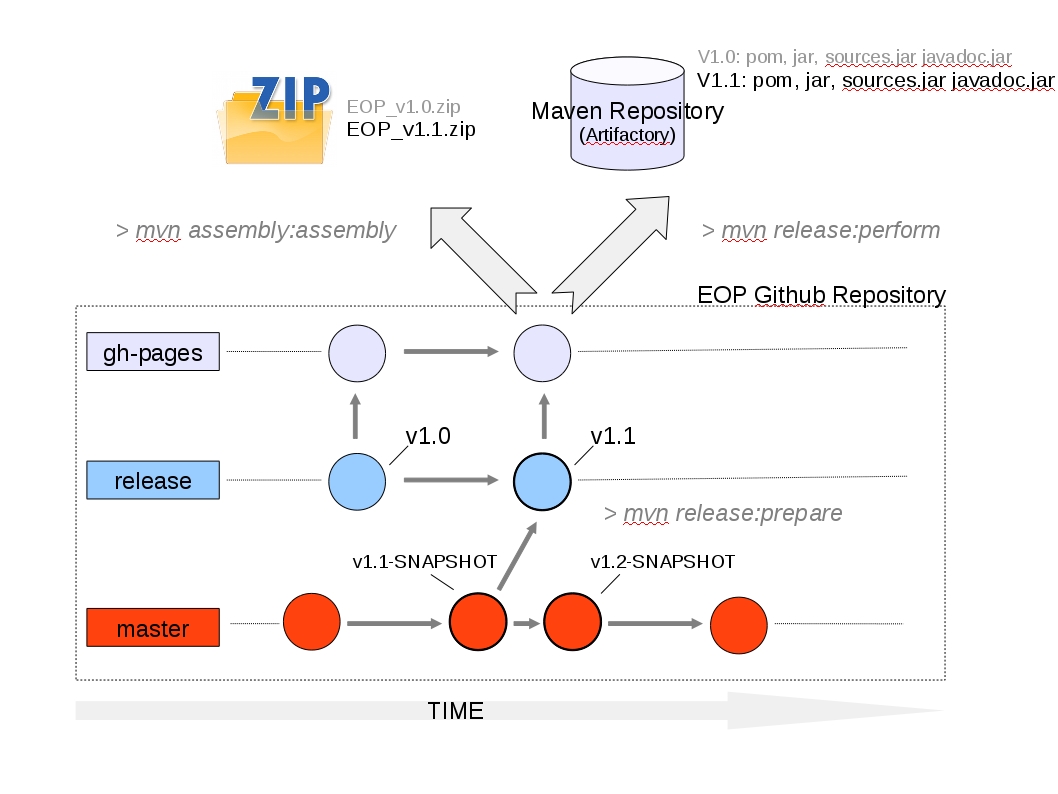 V1.0: pom, jar, sources.jar javadoc.jar
V1.1: pom, jar, sources.jar javadoc.jar
ZIP
EOP_v1.0.zip
EOP_v1.1.zip
Maven Repository
(Artifactory)
> mvn assembly:assembly
> mvn release:perform
EOP Github Repository
gh-pages
v1.0
v1.1
release
> mvn release:prepare
v1.1-SNAPSHOT
v1.2-SNAPSHOT
master
TIME